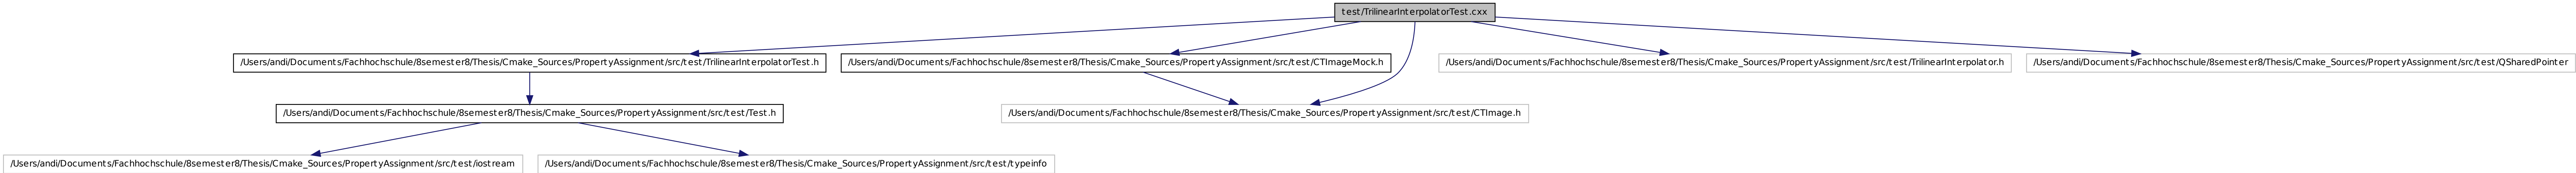 test/TrilinearInterpolatorTest.cxx
/Users/andi/Documents/Fachhochschule/8semester8/Thesis/Cmake_Sources/PropertyAssignment/src/test/TrilinearInterpolatorTest.h
/Users/andi/Documents/Fachhochschule/8semester8/Thesis/Cmake_Sources/PropertyAssignment/src/test/CTImageMock.h
/Users/andi/Documents/Fachhochschule/8semester8/Thesis/Cmake_Sources/PropertyAssignment/src/test/TrilinearInterpolator.h
/Users/andi/Documents/Fachhochschule/8semester8/Thesis/Cmake_Sources/PropertyAssignment/src/test/QSharedPointer
/Users/andi/Documents/Fachhochschule/8semester8/Thesis/Cmake_Sources/PropertyAssignment/src/test/Test.h
/Users/andi/Documents/Fachhochschule/8semester8/Thesis/Cmake_Sources/PropertyAssignment/src/test/CTImage.h
/Users/andi/Documents/Fachhochschule/8semester8/Thesis/Cmake_Sources/PropertyAssignment/src/test/iostream
/Users/andi/Documents/Fachhochschule/8semester8/Thesis/Cmake_Sources/PropertyAssignment/src/test/typeinfo